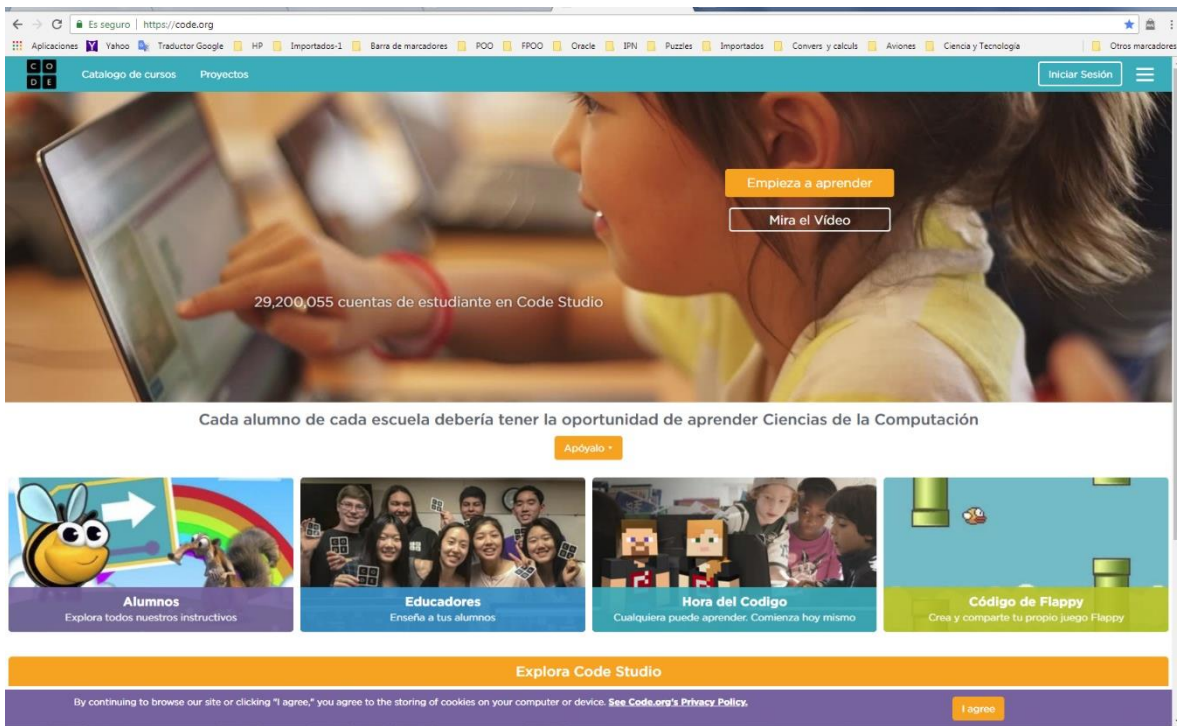 Es seguro | https://code.org
Aplicaciones Yahoo Traductor Google HP Importados-1 Barra de marcadores POO FPOO Oracle IPN Puzzles Importados Convers y calculs Aviones Ciencia y Tecnología Otros marcadores
C O
D E
Catalogo de cursos Proyectos Iniciar Sesión
Empieza a aprender
Mira el Vídeo
29,200,055 cuentas de estudiante en Code Studio
Cada alumno de cada escuela debería tener la oportunidad de aprender Ciencias de la Computación
Apóyalo
Alumnos
Explora todos nuestros instructivos
Educadores
Enseña a tus alumnos
Hora del Codigo
Cualquiera puede aprender. Comienza hoy mismo
Código de Flappy
Crea y comparte tu propio juego Flappy
Explora Code Studio
By continuing to browse our site or clicking "I agree," you agree to the storing of cookies on your computer or device. See Code.org's Privacy Policy.
I agree